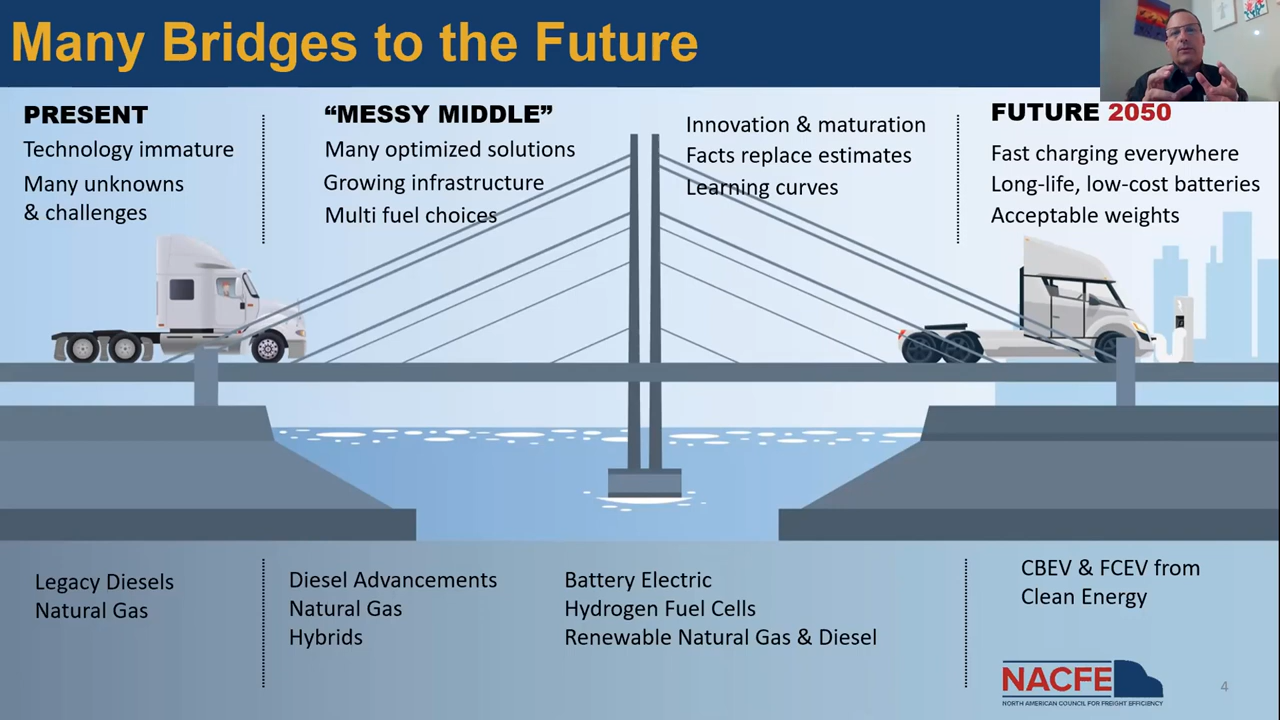 Many Bridges to the Future
PRESENT
Technology immature
Many unknowns
& challenges
“MESSY MIDDLE”
Many optimized solutions
Growing infrastructure
Multi fuel choices
Innovation & maturation
Facts replace estimates
Learning curves
FUTURE 2050
Fast charging everywhere
Long-life, low-cost batteries
Acceptable weights
Legacy Diesels
Natural Gas
Diesel Advancements
Natural Gas
Hybrids
Battery Electric
Hydrogen Fuel Cells
Renewable Natural Gas & Diesel
CBEV & FCEV from
Clean Energy
NACFE
NORTH AMERICAN COUNCIL FOR FREIGHT EFFICIENCY
4